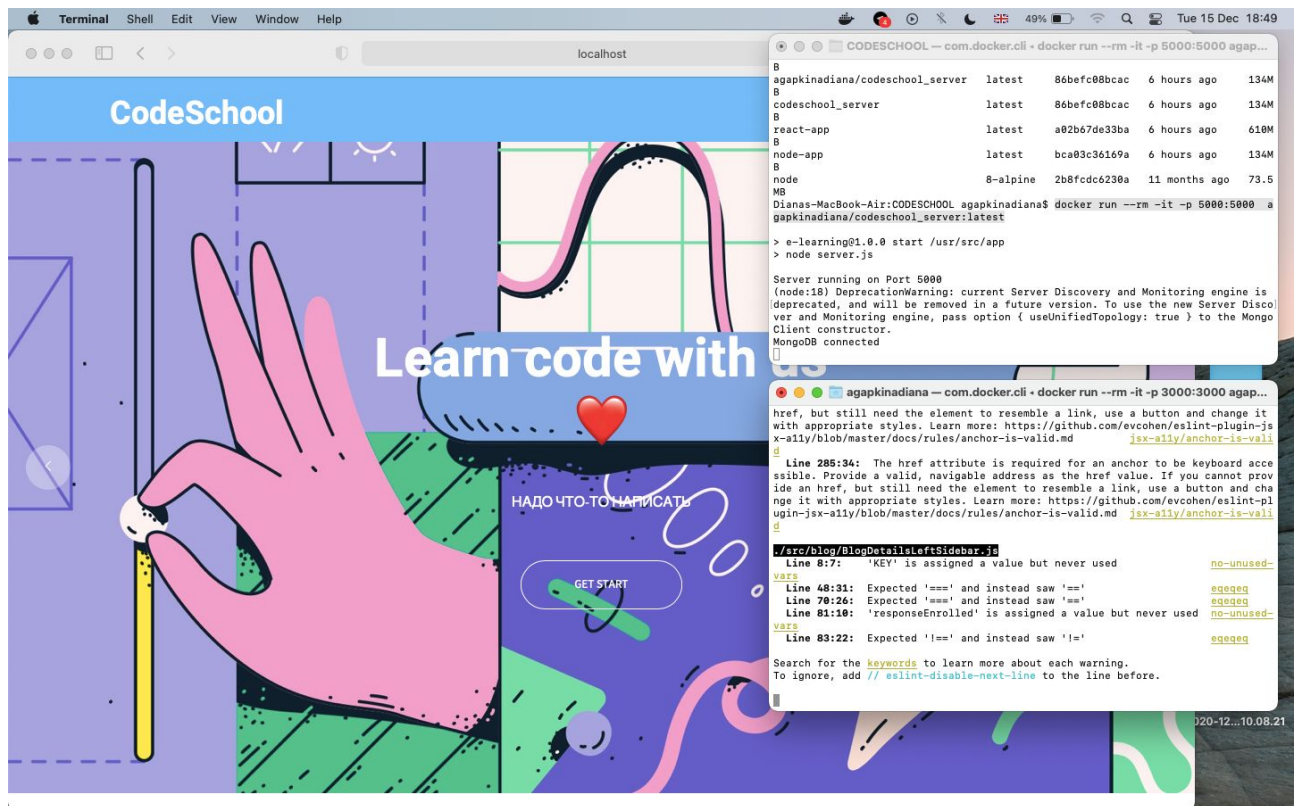 Terminal Shell Edit View Window Help 4 49% Tue 15 Dec 18:49
localhost
CodeSchool
Learn code with us
НАДО ЧТО-ТО НАПИСАТЬ
GET START
CODESCHOOL — com.docker.cli ◂ docker run --rm -it -p 5000:5000 agap...
B
agapkinadiana/codeschool_server latest 86befc08bcac 6 hours ago 134M
B
codeschool_server latest 86befc08bcac 6 hours ago 134M
B
react-app latest a02b67de33ba 6 hours ago 610M
B
node-app latest bca03c36169a 6 hours ago 134M
B
node 8-alpine 2b8fcdc6230a 11 months ago 73.5
MB
Dianas-MacBook-Air:CODESCHOOL agapkinadiana$ docker run --rm -it -p 5000:5000 a
gapkinadiana/codeschool_server:latest
> e-learning@1.0.0 start /usr/src/app
> node server.js
Server running on Port 5000
(node:18) DeprecationWarning: current Server Discovery and Monitoring engine is
deprecated, and will be removed in a future version. To use the new Server Disco
ver and Monitoring engine, pass option { useUnifiedTopology: true } to the Mongo
Client constructor.
MongoDB connected
agapkinadiana — com.docker.cli ◂ docker run --rm -it -p 3000:3000 agap...
href, but still need the element to resemble a link, use a button and change it
with appropriate styles. Learn more: https://github.com/evcohen/eslint-plugin-js
x-a11y/blob/master/docs/rules/anchor-is-valid.md jsx-a11y/anchor-is-vali
d
Line 285:34: The href attribute is required for an anchor to be keyboard acce
ssible. Provide a valid, navigable address as the href value. If you cannot prov
ide an href, but still need the element to resemble a link, use a button and cha
nge it with appropriate styles. Learn more: https://github.com/evcohen/eslint-pl
ugin-jsx-a11y/blob/master/docs/rules/anchor-is-valid.md jsx-a11y/anchor-is-vali
d
./src/blog/BlogDetailsLeftSidebar.js
Line 8:7: 'KEY' is assigned a value but never used no-unused-
vars
Line 48:31: Expected '===' and instead saw '==' eqeqeq
Line 70:26: Expected '===' and instead saw '==' eqeqeq
Line 81:10: 'responseEnrolled' is assigned a value but never used no-unused-
vars
Line 83:22: Expected '!==' and instead saw '!=' eqeqeq
Search for the keywords to learn more about each warning.
To ignore, add // eslint-disable-next-line to the line before.
020-12...10.08.21